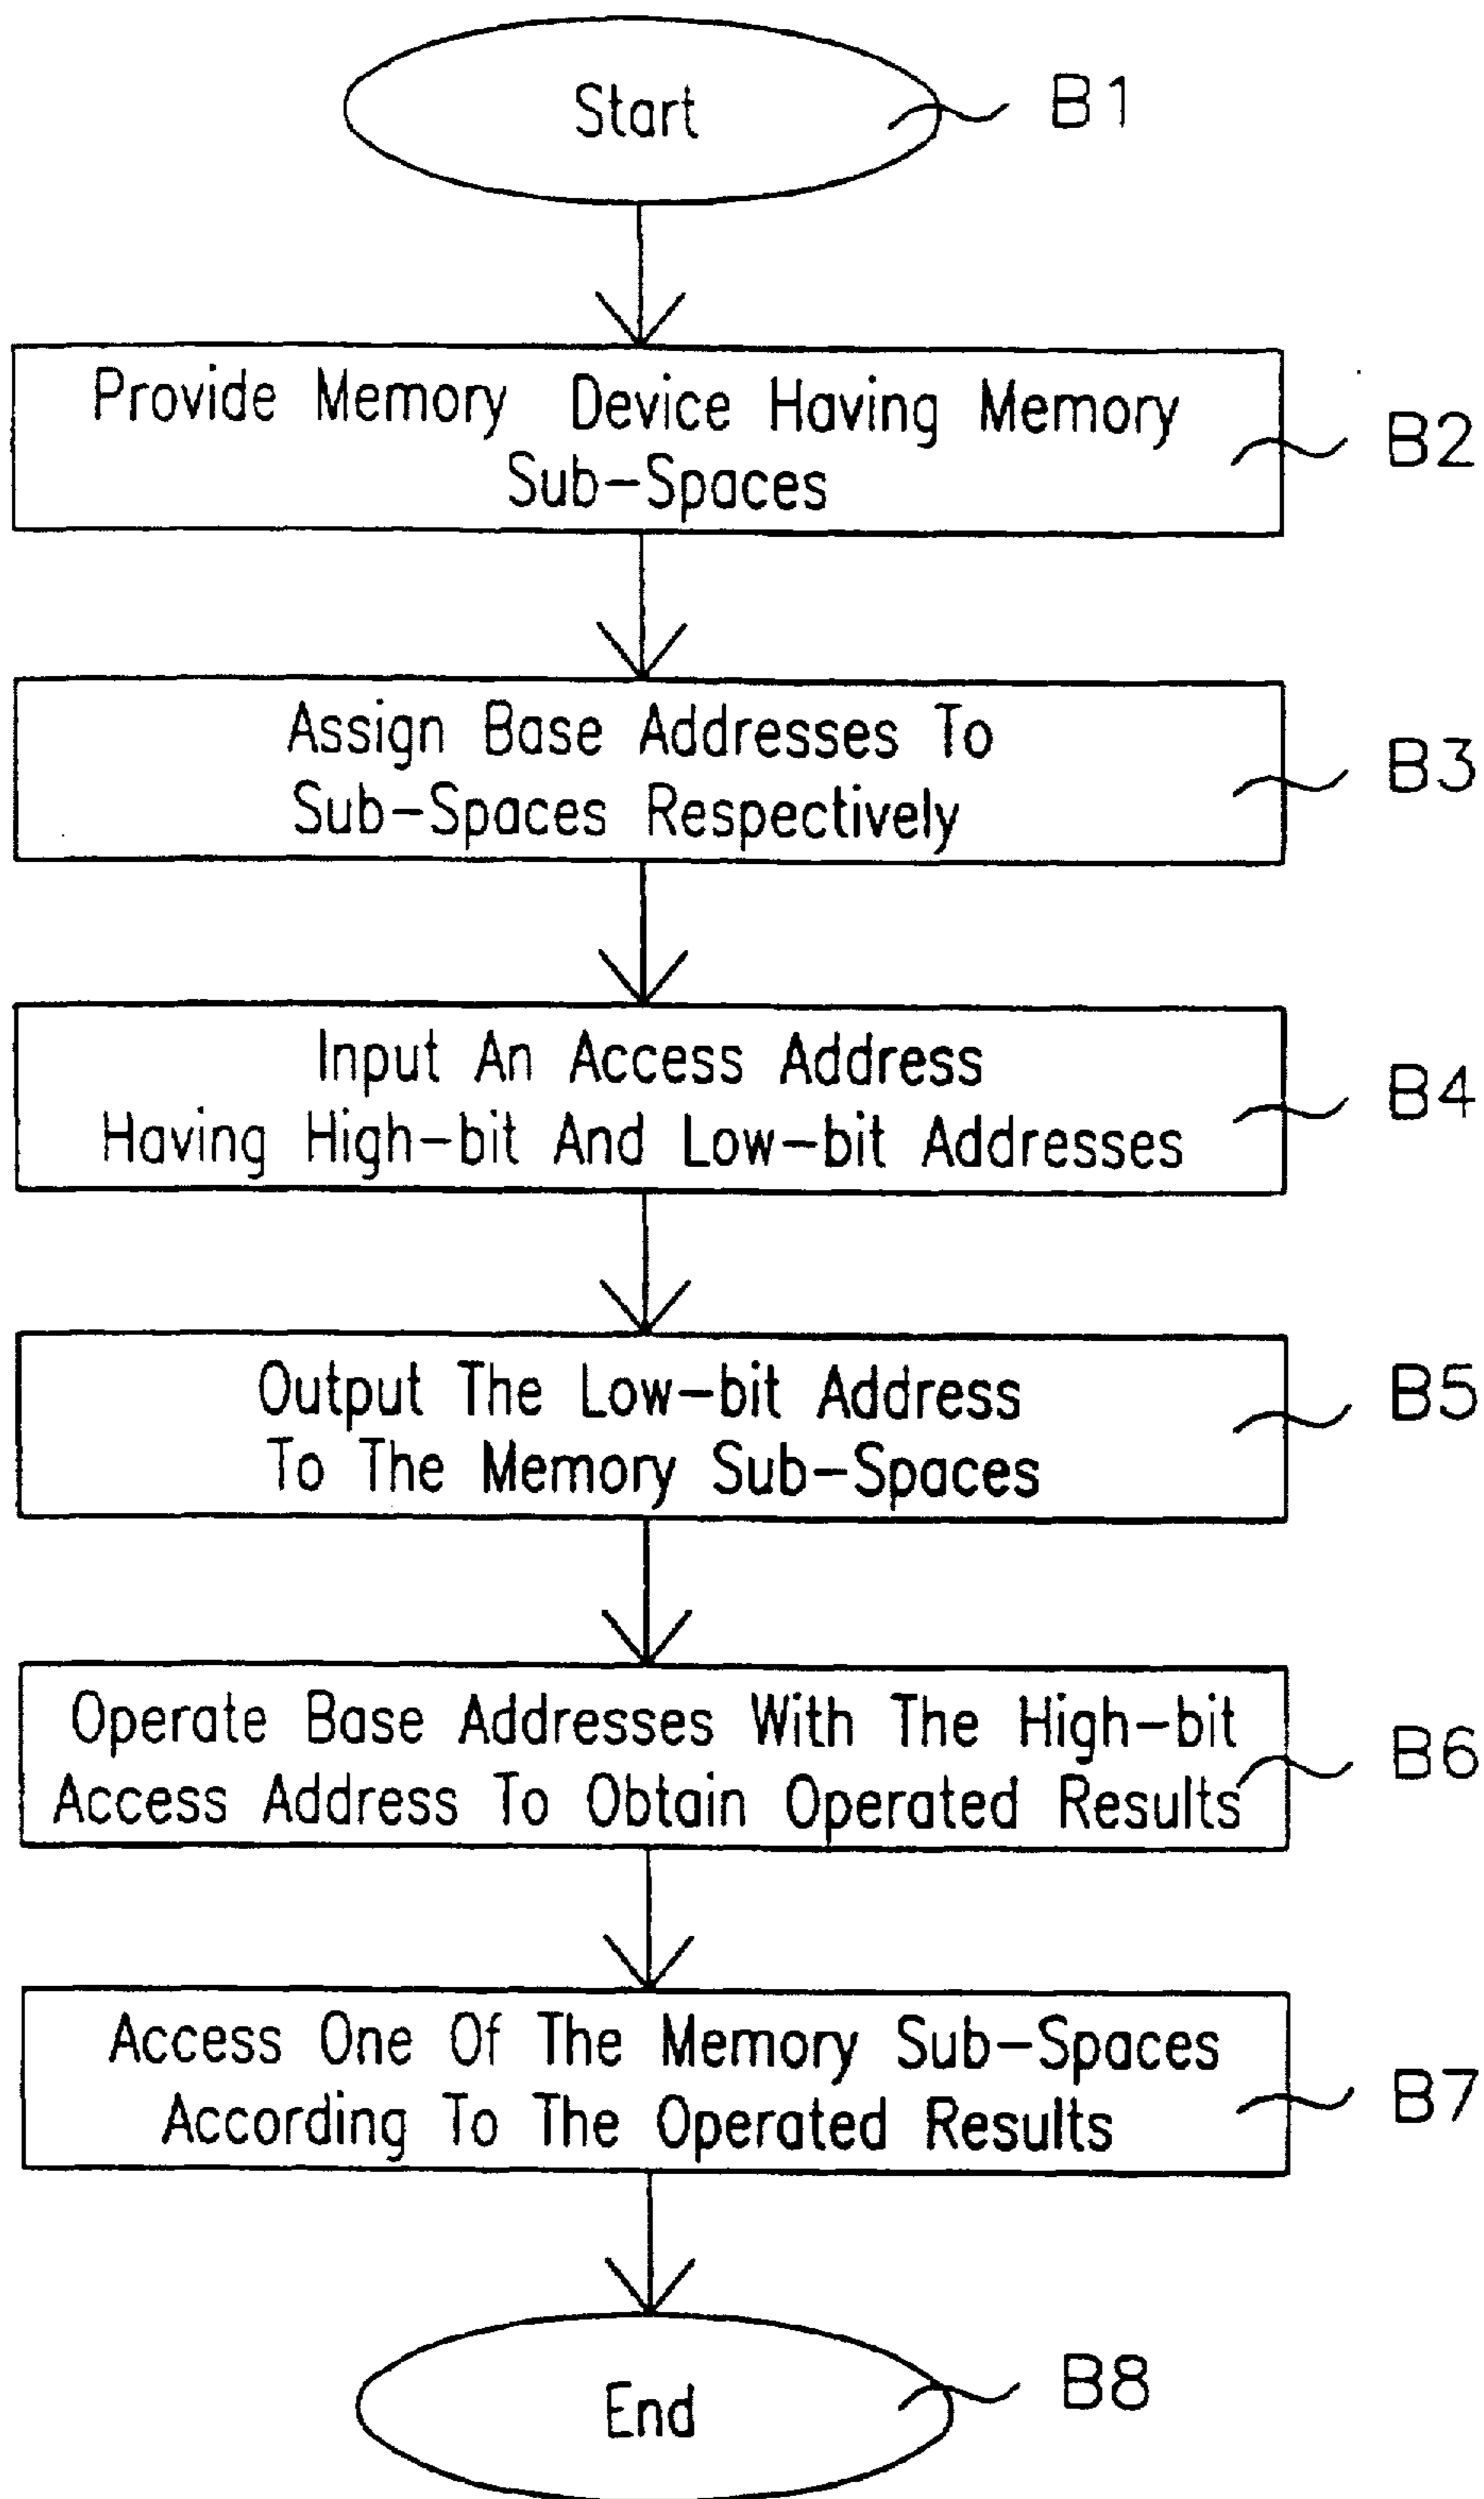 Start
B1
Provide Memory Device Having Memory
Sub-Spaces
B2
Assign Base Addresses To
Sub-Spaces Respectively
B3
Input An Access Address
Having High-bit And Low-bit Addresses
B4
Output The Low-bit Address
To The Memory Sub-Spaces
B5
Operate Base Addresses With The High-bit
Access Address To Obtain Operated Results
B6
Access One Of The Memory Sub-Spaces
According To The Operated Results
B7
End
B8